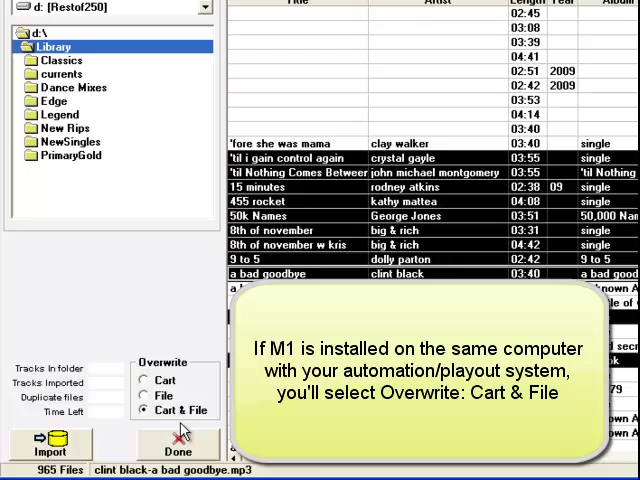 d: [Restof250]
d:\
Library
Classics
currents
Dance Mixes
Edge
Legend
New Rips
NewSingles
PrimaryGold
Title Artist Length Year Album
02:45
03:08
03:39
04:41
02:51 2009
02:42 2009
03:53
04:14
03:40
'fore she was mama clay walker 03:40 single
'til i gain control again crystal gayle 03:55 single
'til Nothing Comes Between john michael montgomery 03:55 'til Nothing
15 minutes rodney atkins 02:38 09 single
455 rocket kathy mattea 04:08 single
50k Names George Jones 03:51 50,000 Nam
8th of november big & rich 03:31 single
8th of november w kris big & rich 04:42 single
9 to 5 dolly parton 02:42 9 to 5
a bad goodbye clint black 03:40 a bad good
If M1 is installed on the same computer
with your automation/playout system,
you'll select Overwrite: Cart & File
Tracks In folder
Tracks Imported
Duplicate files
Time Left
Overwrite
Cart
File
Cart & File
Import
Done
965 Files clint black-a bad goodbye.mp3